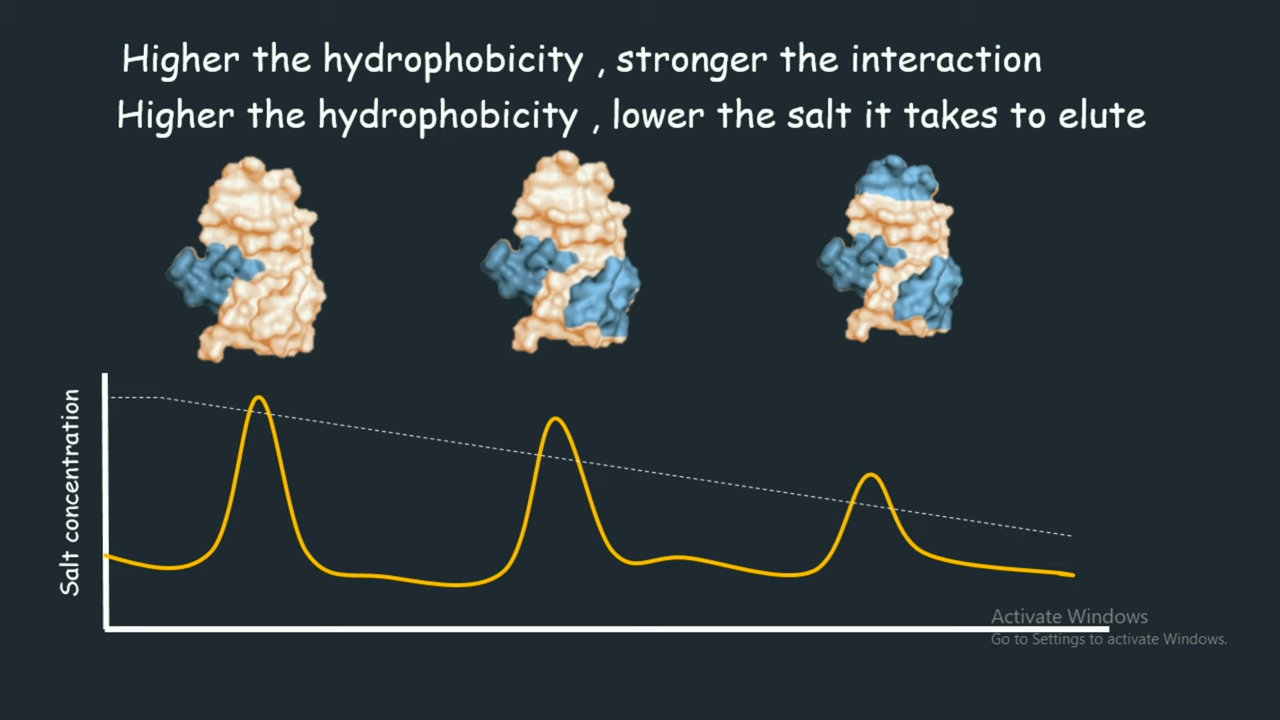 Higher the hydrophobicity , stronger the interaction
Higher the hydrophobicity , lower the salt it takes to elute
Salt concentration
Activate Windows
Go to Settings to activate Windows.